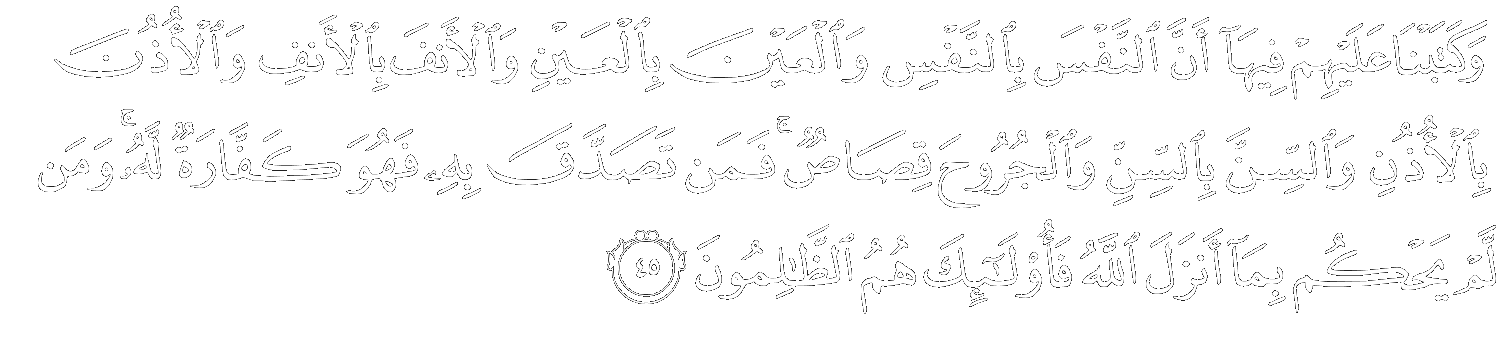 وَكَتَبْنَا عَلَيْهِمْ فِيهَآ أَنَّ ٱلنَّفْسَ بِٱلنَّفْسِ وَٱلْعَيْنَ بِٱلْعَيْنِ وَٱلْأَنفَ بِٱلْأَنفِ وَٱلْأُذُنَ
بِٱلْأُذُنِ وَٱلسِّنَّ بِٱلسِّنِّ وَٱلْجُرُوحَ قِصَاصٌ ۚ فَمَن تَصَدَّقَ بِهِۦ فَهُوَ كَفَّارَةٌ لَّهُۥ ۚ وَمَن
لَّمْ يَحْكُم بِمَآ أَنزَلَ ٱللَّهُ فَأُو۟لَـٰٓئِكَ هُمُ ٱلظَّـٰلِمُونَ ٤٥